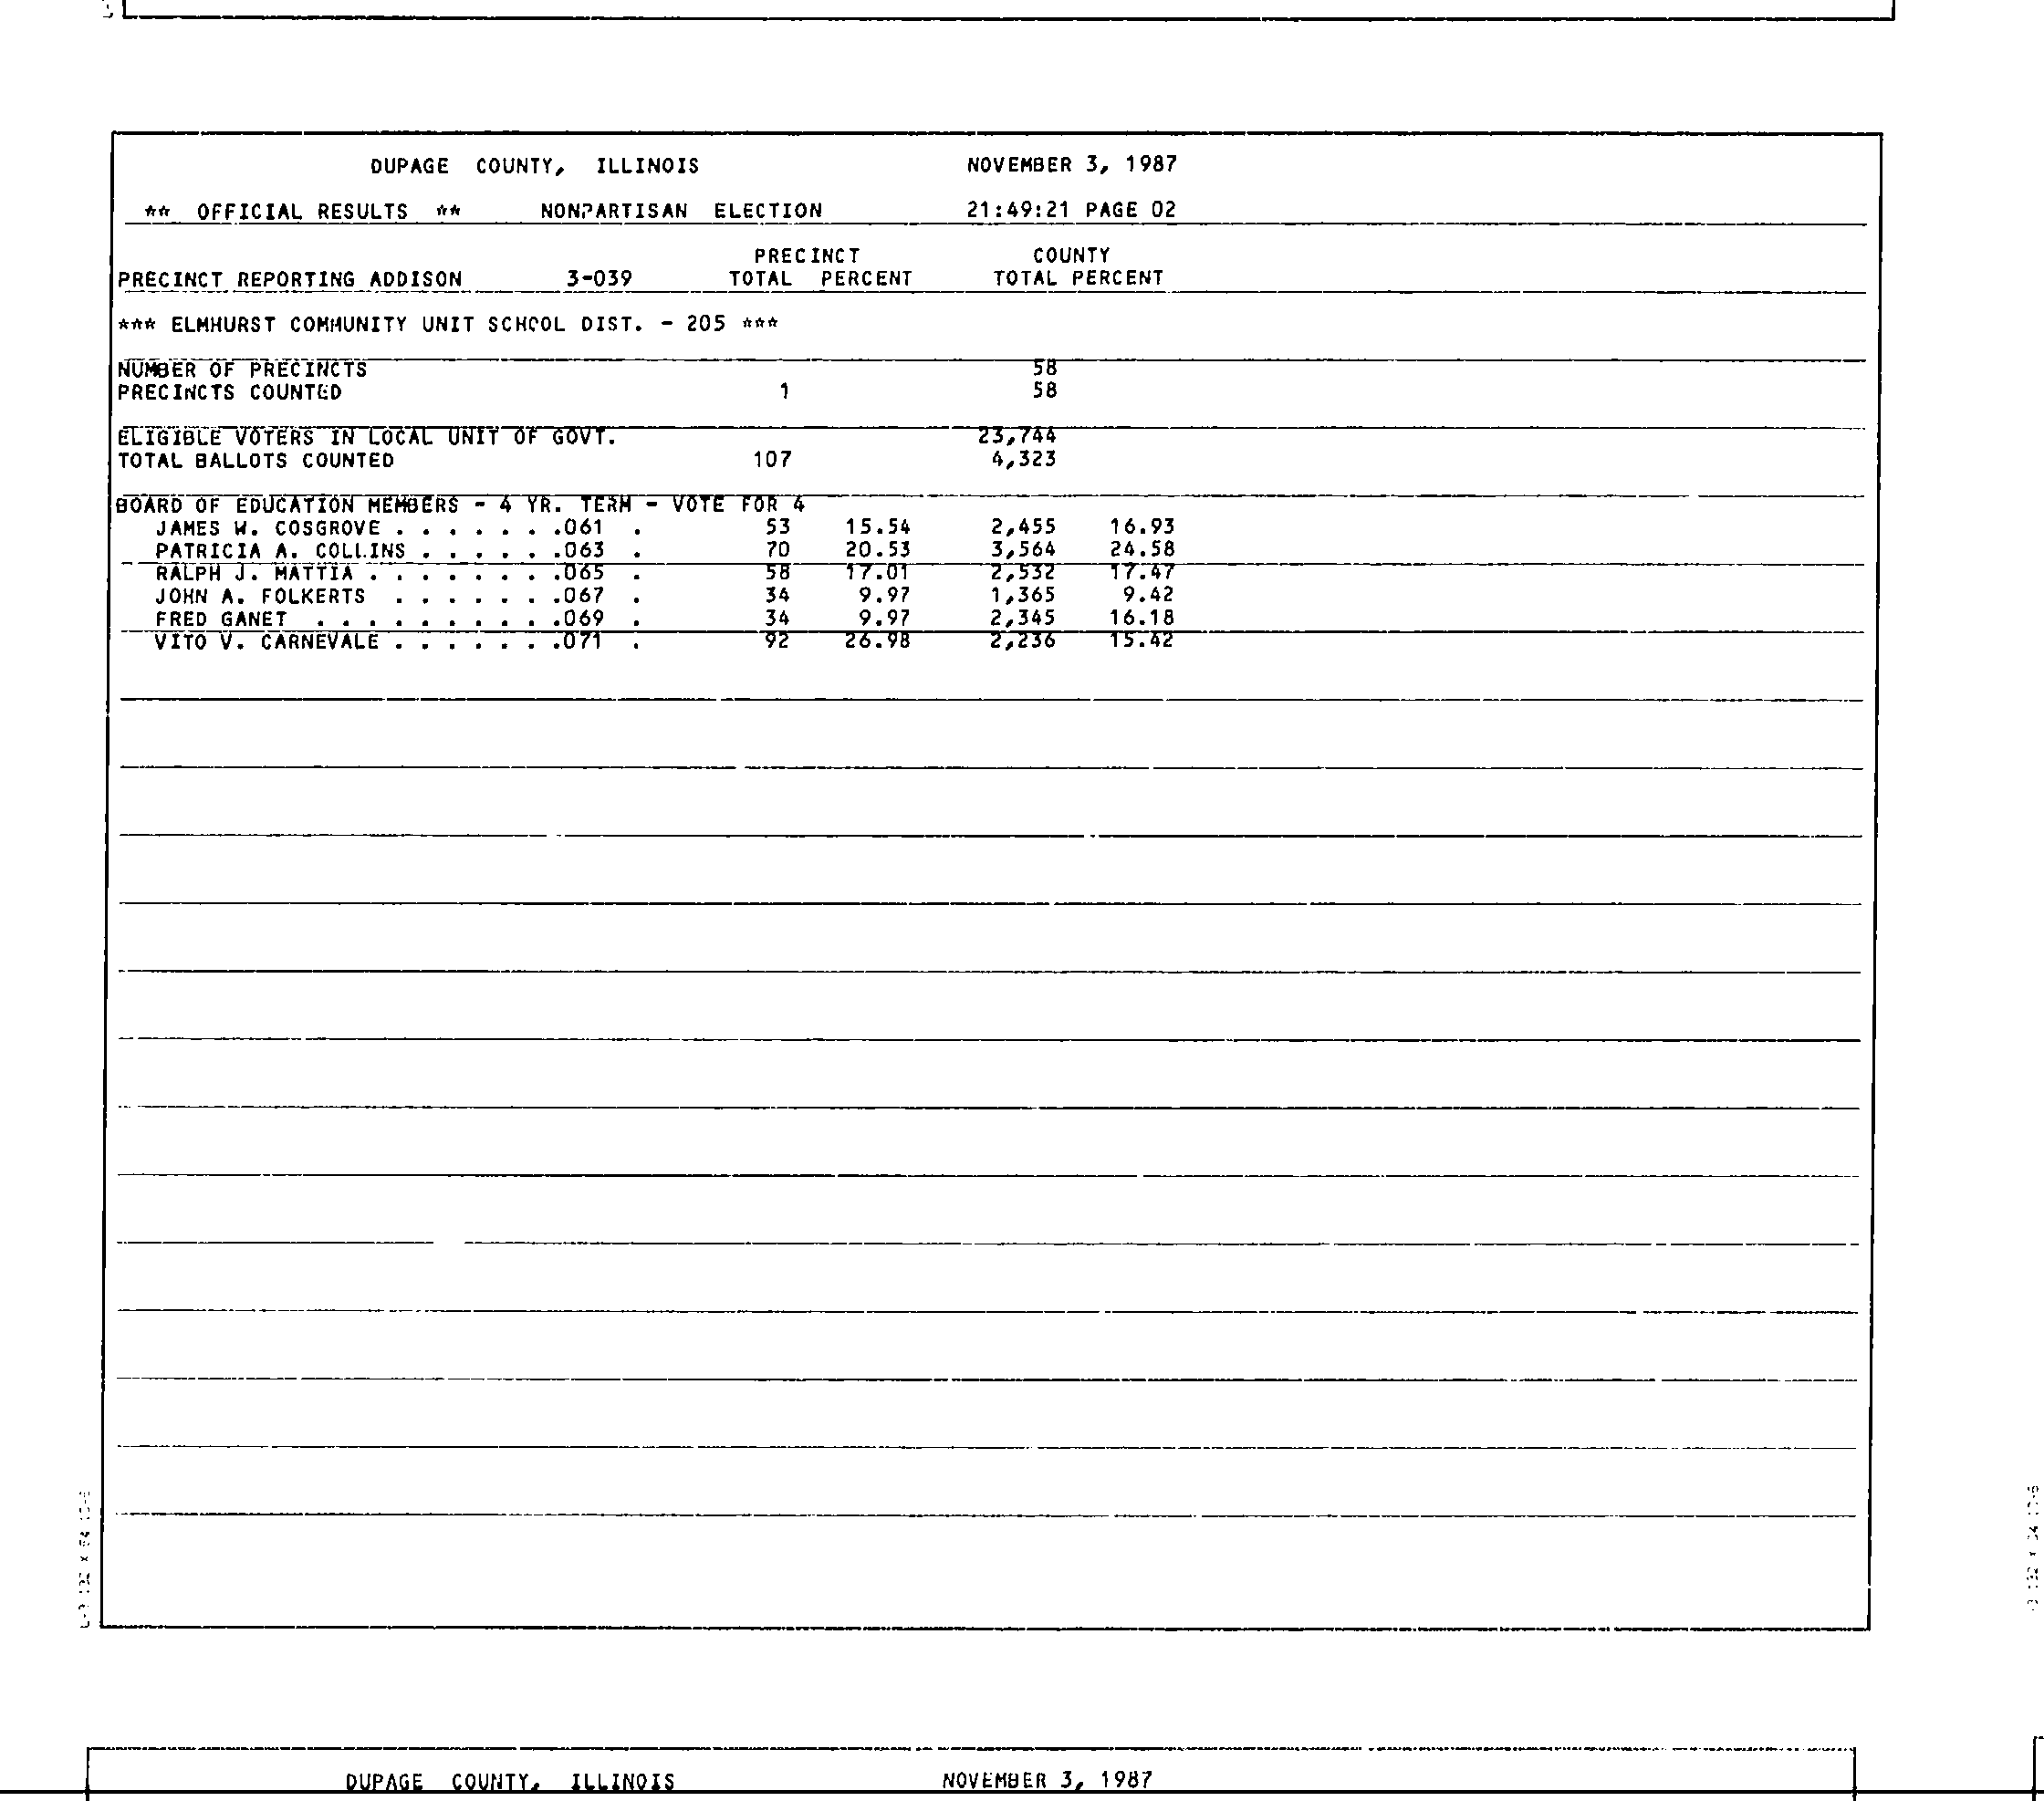 DUPAGE COUNTY, ILLINOIS NOVEMBER 3, 1987
** OFFICIAL RESULTS ** NONPARTISAN ELECTION 21:49:21 PAGE 02
PRECINCT COUNTY
PRECINCT REPORTING ADDISON 3-039 TOTAL PERCENT TOTAL PERCENT
*** ELMHURST COMMUNITY UNIT SCHOOL DIST. - 205 ***
NUMBER OF PRECINCTS 58
PRECINCTS COUNTED 1 58
ELIGIBLE VOTERS IN LOCAL UNIT OF GOVT. 23,744
TOTAL BALLOTS COUNTED 107 4,323
BOARD OF EDUCATION MEMBERS - 4 YR. TERM - VOTE FOR 4
JAMES W. COSGROVE . . . . . . .061 . 53 15.54 2,455 16.93
PATRICIA A. COLLINS . . . . . .063 . 70 20.53 3,564 24.58
RALPH J. MATTIA . . . . . . . .065 . 58 17.01 2,532 17.47
JOHN A. FOLKERTS . . . . . . .067 . 34 9.97 1,365 9.42
FRED GANET . . . . . . . . . .069 . 34 9.97 2,345 16.18
VITO V. CARNEVALE . . . . . . .071 . 92 26.98 2,236 15.42
DUPAGE COUNTY, ILLINOIS NOVEMBER 3, 1987